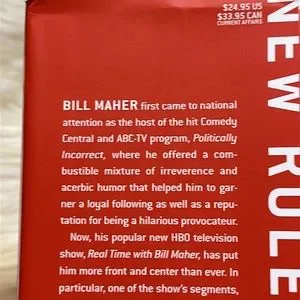 $24.95 US
$33.95 CAN
CURRENT AFFAIRS
BILL MAHER first came to national
attention as the host of the hit Comedy
Central and ABC-TV program, Politically
Incorrect, where he offered a com-
bustible mixture of irreverence and
acerbic humor that helped him to gar-
ner a loyal following as well as a repu-
tation for being a hilarious provocateur.
Now, his popular new HBO television
show, Real Time with Bill Maher, has put
him more front and center than ever. In
particular, one of the show's segments,
NEW RULE